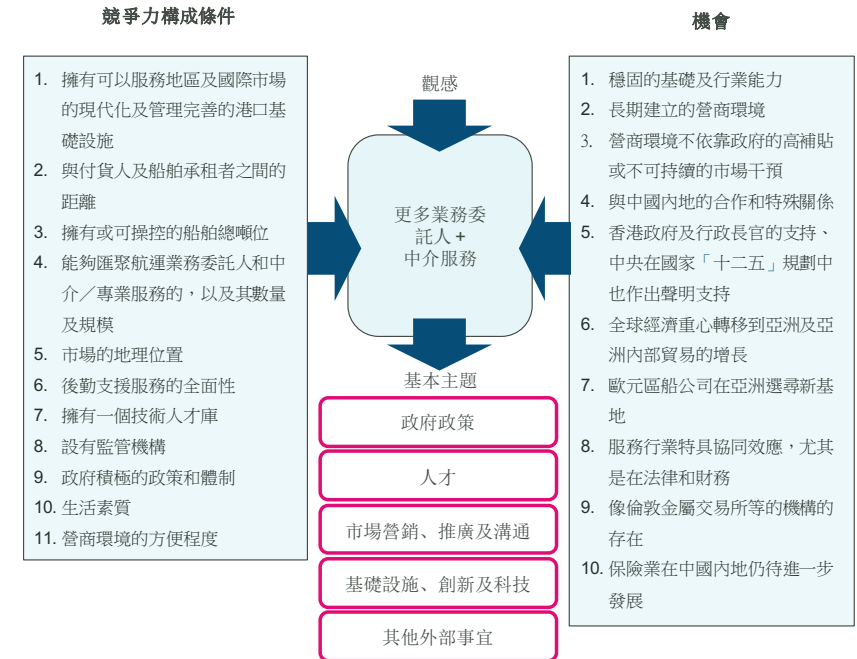 競爭力構成條件
1. 擁有可以服務地區及國際市場
的現代化及管理完善的港口基
礎設施
2. 與付貨人及船舶承租者之間的
距離
3. 擁有或可操控的船舶總噸位
4. 能夠匯聚航運業務委託人和中
介／專業服務的，以及其數量
及規模
5. 市場的地理位置
6. 後勤支援服務的全面性
7. 擁有一個技術人才庫
8. 設有監管機構
9. 政府積極的政策和體制
10. 生活素質
11. 營商環境的方便程度
觀感
更多業務委
託人 +
中介服務
基本主題
政府政策
人才
市場營銷、推廣及溝通
基礎設施、創新及科技
其他外部事宜
機會
1. 穩固的基礎及行業能力
2. 長期建立的營商環境
3. 營商環境不依靠政府的高補貼
或不可持續的市場干預
4. 與中國內地的合作和特殊關係
5. 香港政府及行政長官的支持、
中央在國家「十二五」規劃中
也作出聲明支持
6. 全球經濟重心轉移到亞洲及亞
洲內部貿易的增長
7. 歐元區船公司在亞洲選尋新基
地
8. 服務行業特具協同效應，尤其
是在法律和財務
9. 像倫敦金屬交易所等的機構的
存在
10. 保險業在中國內地仍待進一步
發展